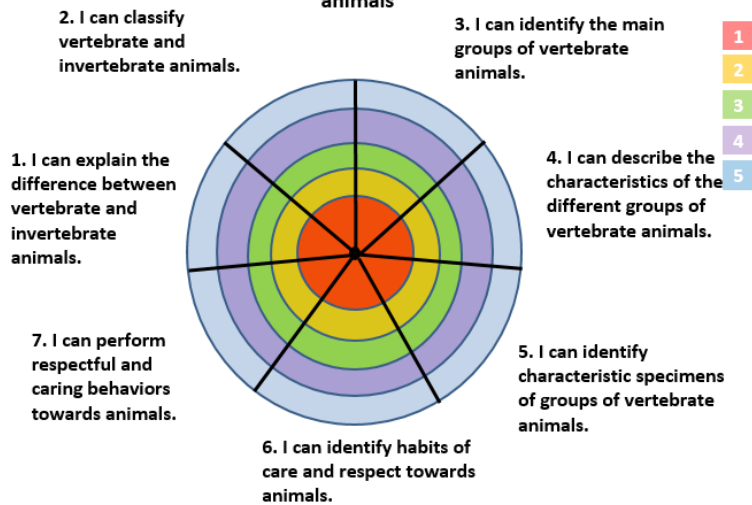 animals
2. I can classify
vertebrate and
invertebrate animals.
3. I can identify the main
groups of vertebrate
animals.
1
2
3
4
5
1. I can explain the
difference between
vertebrate and
invertebrate
animals.
4. I can describe the
characteristics of the
different groups of
vertebrate animals.
7. I can perform
respectful and
caring behaviors
towards animals.
5. I can identify
characteristic specimens
of groups of vertebrate
animals.
6. I can identify habits of
care and respect towards
animals.